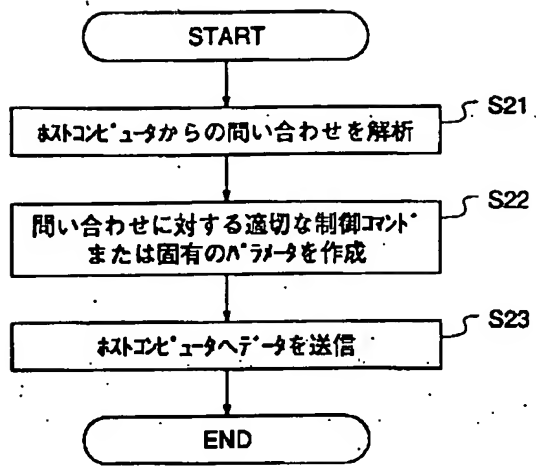 START
ﾎｽﾄｺﾝﾋﾟｭｰﾀからの問い合わせを解析
S21
問い合わせに対する適切な制御ｺﾏﾝﾄﾞ
または固有のﾊﾟﾗﾒｰﾀを作成
S22
ﾎｽﾄｺﾝﾋﾟｭｰﾀへﾃﾞｰﾀを送信
S23
END